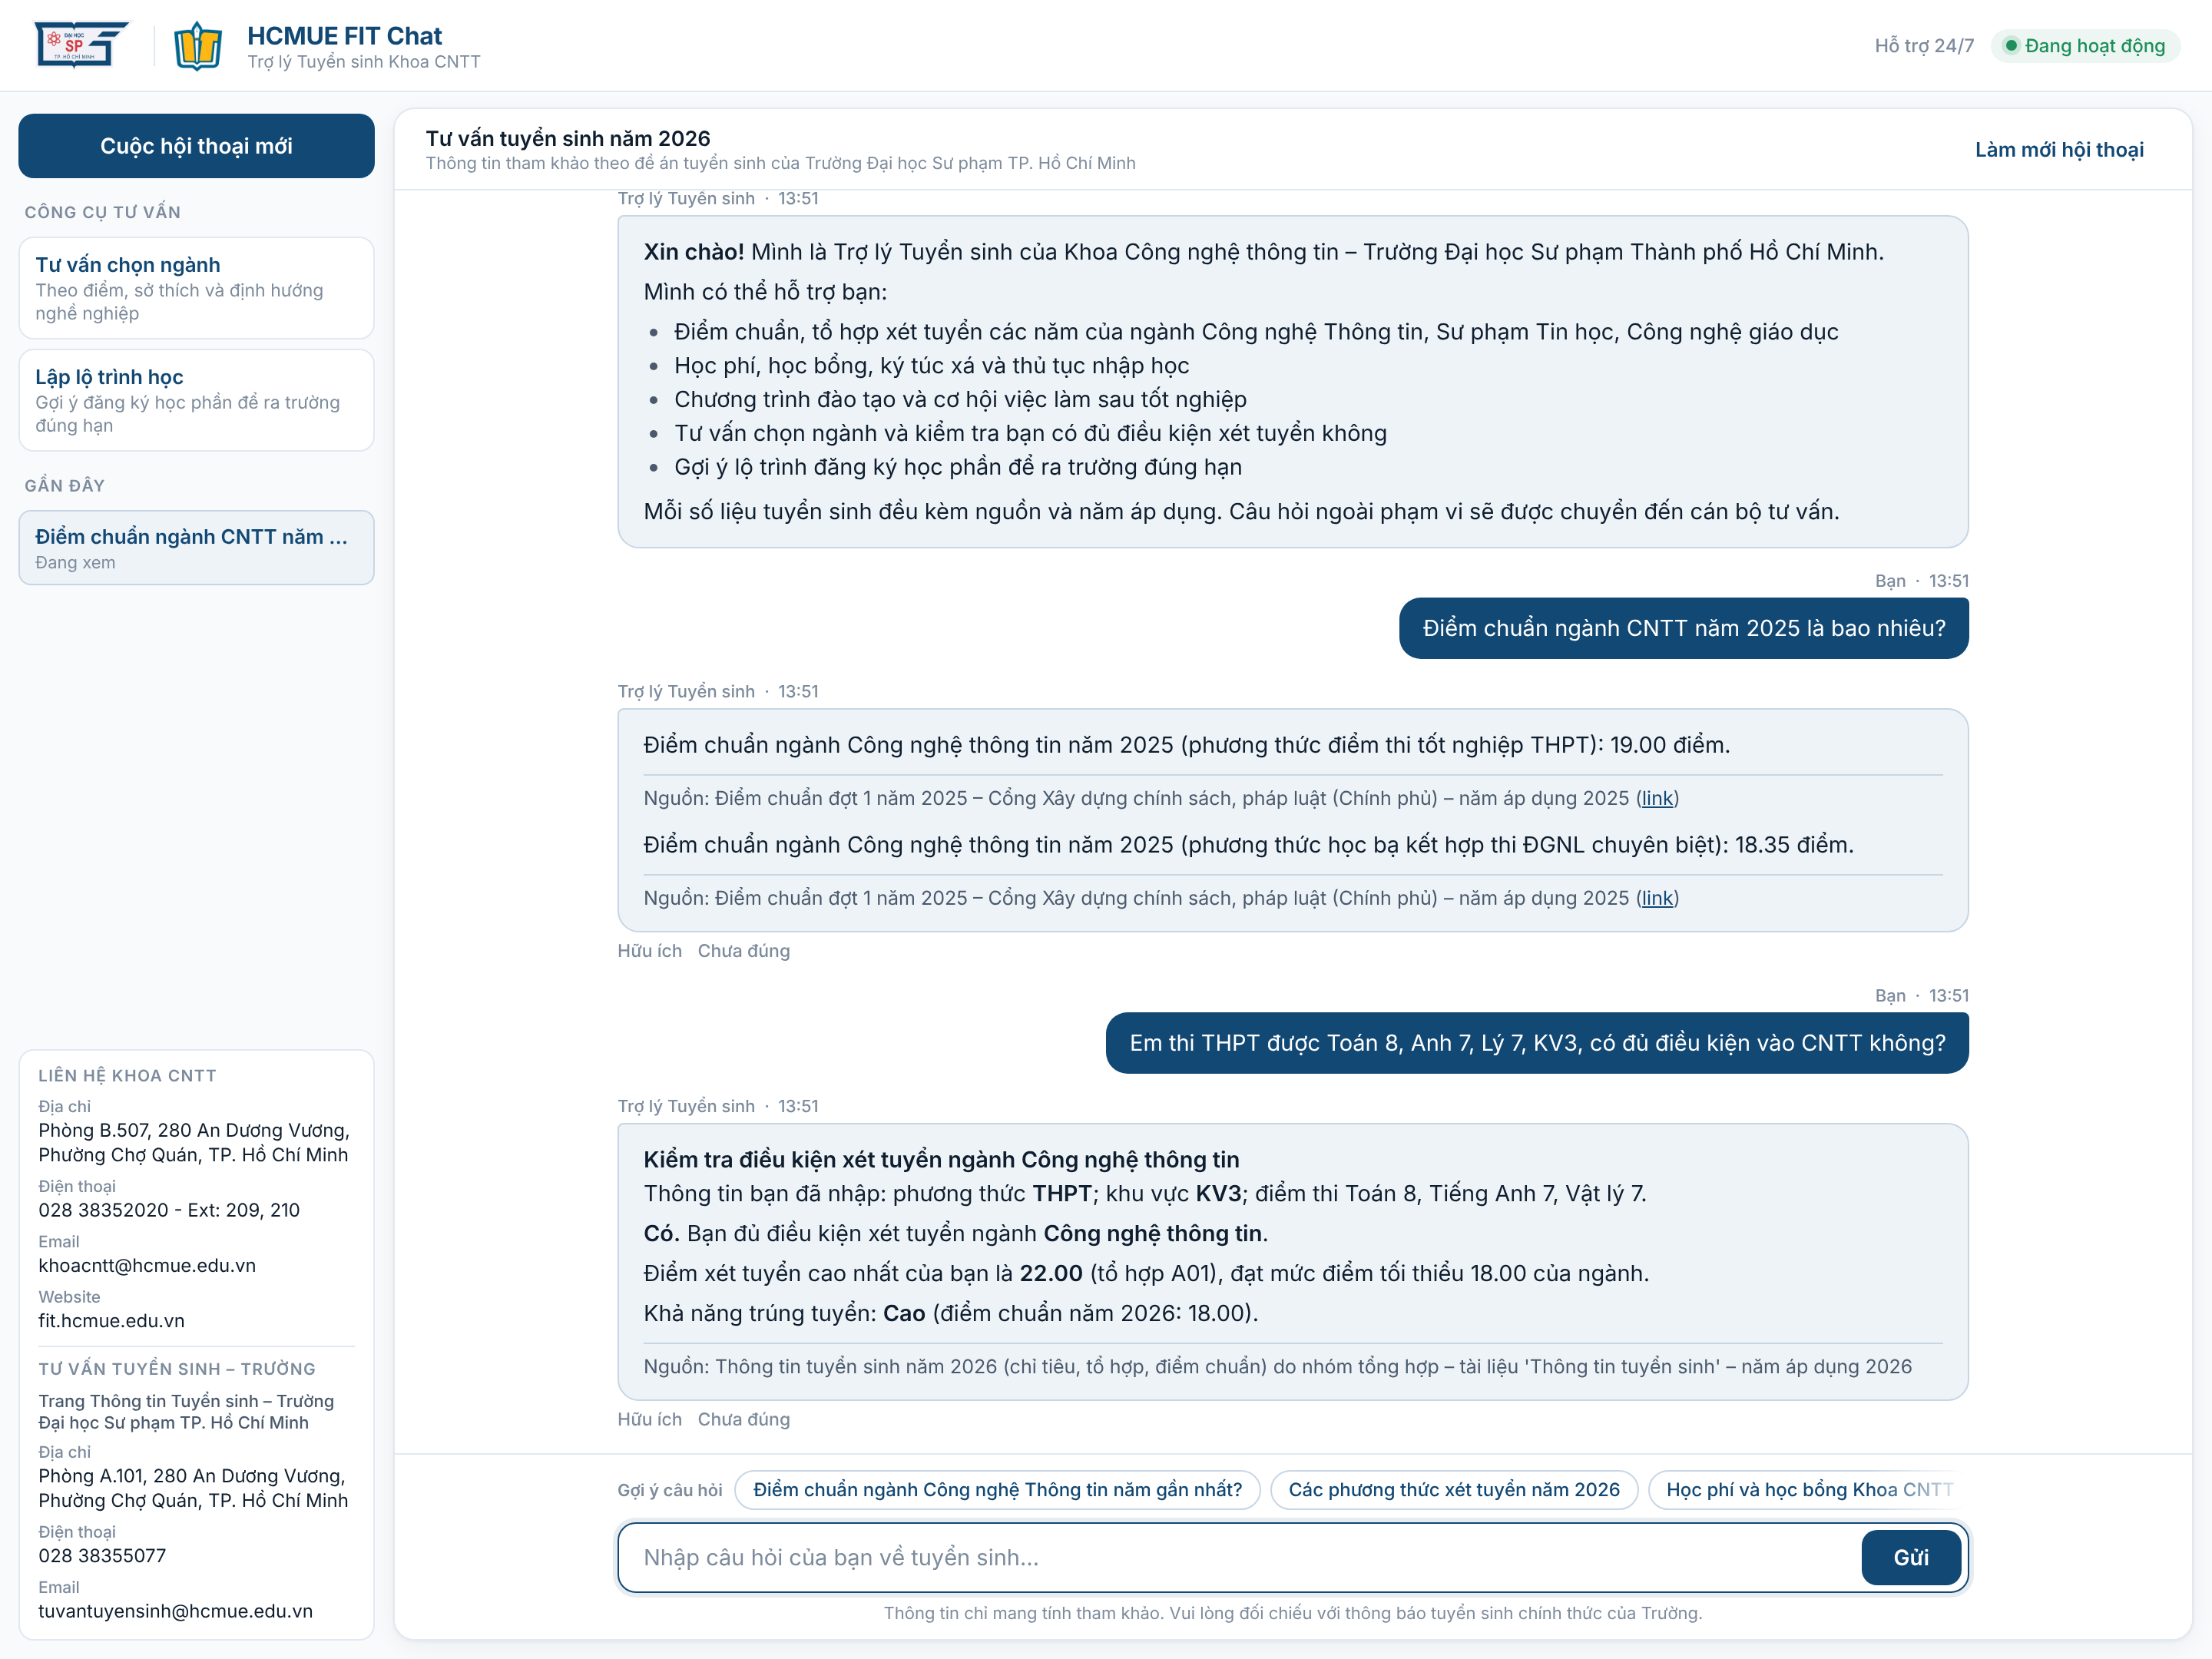 ĐẠI HỌC
SP
TP. HỒ CHÍ MINH
HCMUE FIT Chat
Trợ lý Tuyển sinh Khoa CNTT
Hỗ trợ 24/7
Đang hoạt động
Cuộc hội thoại mới
CÔNG CỤ TƯ VẤN
Tư vấn chọn ngành
Theo điểm, sở thích và định hướng
nghề nghiệp
Lập lộ trình học
Gợi ý đăng ký học phần để ra trường
đúng hạn
GẦN ĐÂY
Điểm chuẩn ngành CNTT năm ...
Đang xem
LIÊN HỆ KHOA CNTT
Địa chỉ
Phòng B.507, 280 An Dương Vương,
Phường Chợ Quán, TP. Hồ Chí Minh
Điện thoại
028 38352020 - Ext: 209, 210
Email
khoacntt@hcmue.edu.vn
Website
fit.hcmue.edu.vn
TƯ VẤN TUYỂN SINH – TRƯỜNG
Trang Thông tin Tuyển sinh – Trường
Đại học Sư phạm TP. Hồ Chí Minh
Địa chỉ
Phòng A.101, 280 An Dương Vương,
Phường Chợ Quán, TP. Hồ Chí Minh
Điện thoại
028 38355077
Email
tuvantuyensinh@hcmue.edu.vn
Tư vấn tuyển sinh năm 2026
Thông tin tham khảo theo đề án tuyển sinh của Trường Đại học Sư phạm TP. Hồ Chí Minh
Làm mới hội thoại
Trợ lý Tuyển sinh · 13:51
Xin chào! Mình là Trợ lý Tuyển sinh của Khoa Công nghệ thông tin – Trường Đại học Sư phạm Thành phố Hồ Chí Minh.
Mình có thể hỗ trợ bạn:
• Điểm chuẩn, tổ hợp xét tuyển các năm của ngành Công nghệ Thông tin, Sư phạm Tin học, Công nghệ giáo dục
• Học phí, học bổng, ký túc xá và thủ tục nhập học
• Chương trình đào tạo và cơ hội việc làm sau tốt nghiệp
• Tư vấn chọn ngành và kiểm tra bạn có đủ điều kiện xét tuyển không
• Gợi ý lộ trình đăng ký học phần để ra trường đúng hạn
Mỗi số liệu tuyển sinh đều kèm nguồn và năm áp dụng. Câu hỏi ngoài phạm vi sẽ được chuyển đến cán bộ tư vấn.
Bạn · 13:51
Điểm chuẩn ngành CNTT năm 2025 là bao nhiêu?
Trợ lý Tuyển sinh · 13:51
Điểm chuẩn ngành Công nghệ thông tin năm 2025 (phương thức điểm thi tốt nghiệp THPT): 19.00 điểm.
Nguồn: Điểm chuẩn đợt 1 năm 2025 – Cổng Xây dựng chính sách, pháp luật (Chính phủ) – năm áp dụng 2025 (link)
Điểm chuẩn ngành Công nghệ thông tin năm 2025 (phương thức học bạ kết hợp thi ĐGNL chuyên biệt): 18.35 điểm.
Nguồn: Điểm chuẩn đợt 1 năm 2025 – Cổng Xây dựng chính sách, pháp luật (Chính phủ) – năm áp dụng 2025 (link)
Hữu ích Chưa đúng
Bạn · 13:51
Em thi THPT được Toán 8, Anh 7, Lý 7, KV3, có đủ điều kiện vào CNTT không?
Trợ lý Tuyển sinh · 13:51
Kiểm tra điều kiện xét tuyển ngành Công nghệ thông tin
Thông tin bạn đã nhập: phương thức THPT; khu vực KV3; điểm thi Toán 8, Tiếng Anh 7, Vật lý 7.
Có. Bạn đủ điều kiện xét tuyển ngành Công nghệ thông tin.
Điểm xét tuyển cao nhất của bạn là 22.00 (tổ hợp A01), đạt mức điểm tối thiểu 18.00 của ngành.
Khả năng trúng tuyển: Cao (điểm chuẩn năm 2026: 18.00).
Nguồn: Thông tin tuyển sinh năm 2026 (chỉ tiêu, tổ hợp, điểm chuẩn) do nhóm tổng hợp – tài liệu 'Thông tin tuyển sinh' – năm áp dụng 2026
Hữu ích Chưa đúng
Gợi ý câu hỏi
Điểm chuẩn ngành Công nghệ Thông tin năm gần nhất?
Các phương thức xét tuyển năm 2026
Học phí và học bổng Khoa CNTT
Nhập câu hỏi của bạn về tuyển sinh...
Gửi
Thông tin chỉ mang tính tham khảo. Vui lòng đối chiếu với thông báo tuyển sinh chính thức của Trường.